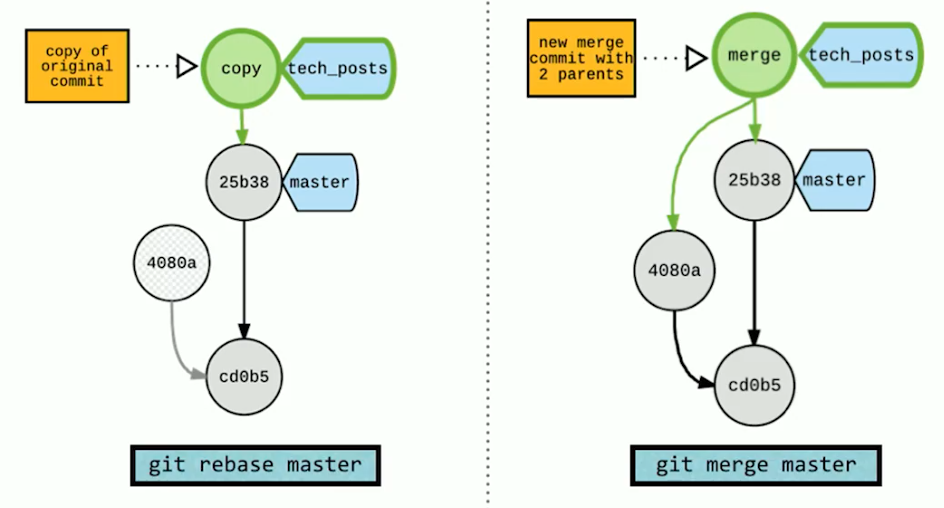 copy of
original
commit
copy
tech_posts
25b38
master
4080a
cd0b5
git rebase master
new merge
commit with
2 parents
merge
tech_posts
25b38
master
4080a
cd0b5
git merge master